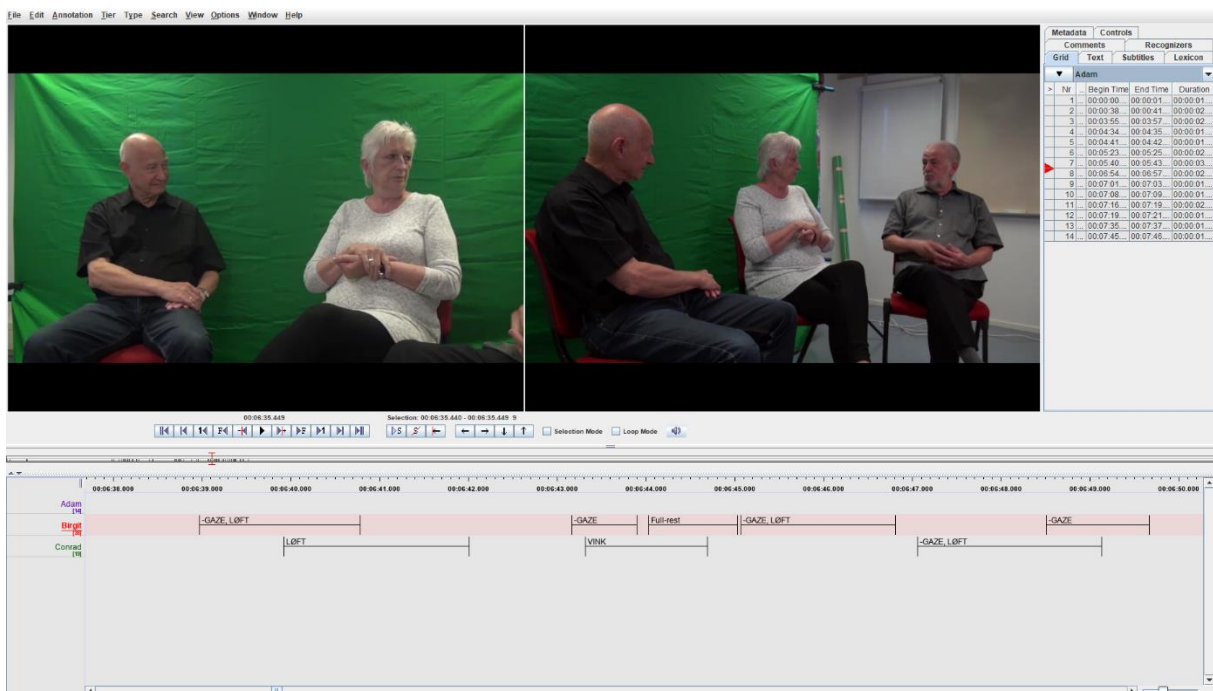 File Edit Annotation Tier Type Search View Options Window Help
Metadata Controls
Comments Recognizers
Grid Text Subtitles Lexicon
Adam
> Nr ... Begin Time End Time Duration
1 ... 00:00:00... 00:00:01... 00:00:01...
2 ... 00:00:38... 00:00:41... 00:00:02...
3 ... 00:03:55... 00:03:57... 00:00:02...
4 ... 00:04:34... 00:04:35... 00:00:01...
5 ... 00:04:41... 00:04:42... 00:00:01...
6 ... 00:05:23... 00:05:25... 00:00:02...
7 ... 00:05:40... 00:05:43... 00:00:03...
8 ... 00:06:54... 00:06:57... 00:00:02...
9 ... 00:07:01... 00:07:03... 00:00:01...
10 ... 00:07:08... 00:07:09... 00:00:01...
11 ... 00:07:16... 00:07:19... 00:00:02...
12 ... 00:07:19... 00:07:21... 00:00:01...
13 ... 00:07:35... 00:07:37... 00:00:01...
14 ... 00:07:45... 00:07:46... 00:00:01...
00:06:35.449 Selection: 00:06:35.440 - 00:06:35.449 9
Selection Mode Loop Mode
00:06:38.000 00:06:39.000 00:06:40.000 00:06:41.000 00:06:42.000 00:06:43.000 00:06:44.000 00:06:45.000 00:06:46.000 00:06:47.000 00:06:48.000 00:06:49.000 00:06:50.000
Adam
[14]
Birgit -GAZE, LØFT -GAZE Full-rest -GAZE, LØFT -GAZE
Conrad LØFT VINK -GAZE, LØFT